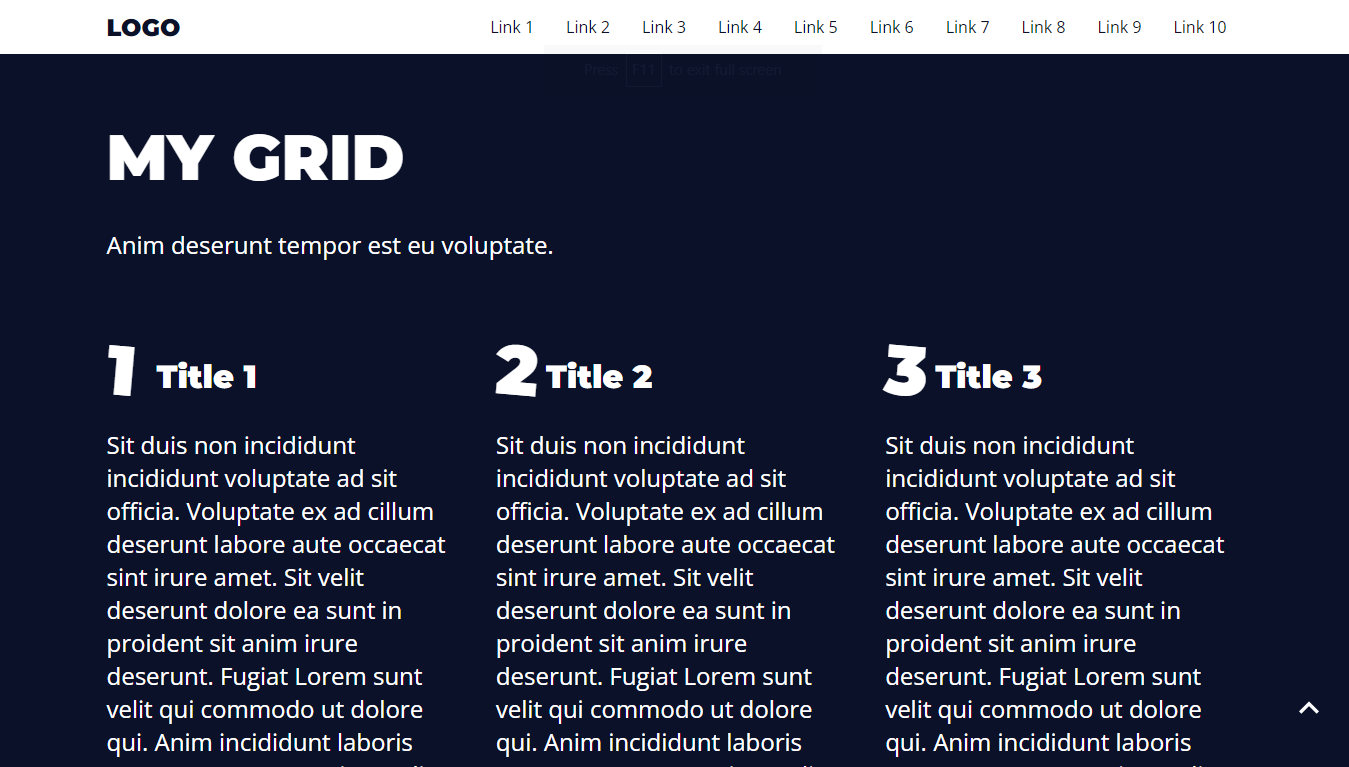 LOGO Link 1 Link 2 Link 3 Link 4 Link 5 Link 6 Link 7 Link 8 Link 9 Link 10
Press F11 to exit full screen
MY GRID
Anim deserunt tempor est eu voluptate.
1 Title 1
Sit duis non incididunt
incididunt voluptate ad sit
officia. Voluptate ex ad cillum
deserunt labore aute occaecat
sint irure amet. Sit velit
deserunt dolore ea sunt in
proident sit anim irure
deserunt. Fugiat Lorem sunt
velit qui commodo ut dolore
qui. Anim incididunt laboris
2 Title 2
Sit duis non incididunt
incididunt voluptate ad sit
officia. Voluptate ex ad cillum
deserunt labore aute occaecat
sint irure amet. Sit velit
deserunt dolore ea sunt in
proident sit anim irure
deserunt. Fugiat Lorem sunt
velit qui commodo ut dolore
qui. Anim incididunt laboris
3 Title 3
Sit duis non incididunt
incididunt voluptate ad sit
officia. Voluptate ex ad cillum
deserunt labore aute occaecat
sint irure amet. Sit velit
deserunt dolore ea sunt in
proident sit anim irure
deserunt. Fugiat Lorem sunt
velit qui commodo ut dolore
qui. Anim incididunt laboris